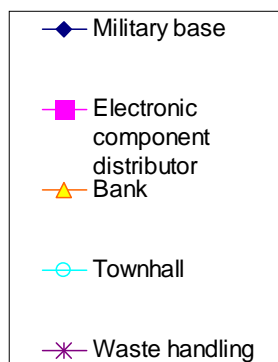 Military base
Electronic
component
distributor
Bank
Townhall
Waste handling